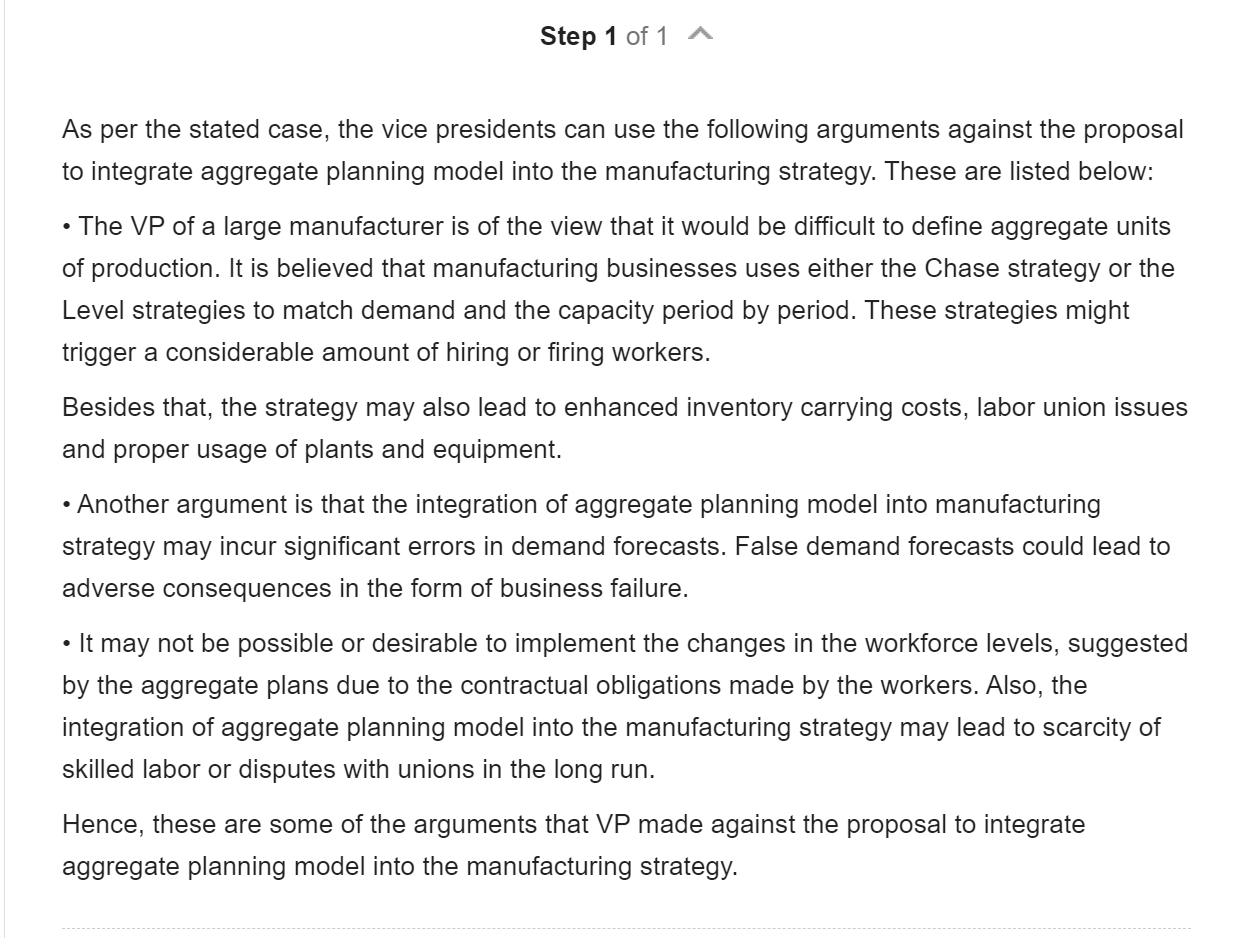 Step 1 of 1
As per the stated case, the vice presidents can use the following arguments against the proposal
to integrate aggregate planning model into the manufacturing strategy. These are listed below:
• The VP of a large manufacturer is of the view that it would be difficult to define aggregate units
of production. It is believed that manufacturing businesses uses either the Chase strategy or the
Level strategies to match demand and the capacity period by period. These strategies might
trigger a considerable amount of hiring or firing workers.
Besides that, the strategy may also lead to enhanced inventory carrying costs, labor union issues
and proper usage of plants and equipment.
• Another argument is that the integration of aggregate planning model into manufacturing
strategy may incur significant errors in demand forecasts. False demand forecasts could lead to
adverse consequences in the form of business failure.
• It may not be possible or desirable to implement the changes in the workforce levels, suggested
by the aggregate plans due to the contractual obligations made by the workers. Also, the
integration of aggregate planning model into the manufacturing strategy may lead to scarcity of
skilled labor or disputes with unions in the long run.
Hence, these are some of the arguments that VP made against the proposal to integrate
aggregate planning model into the manufacturing strategy.